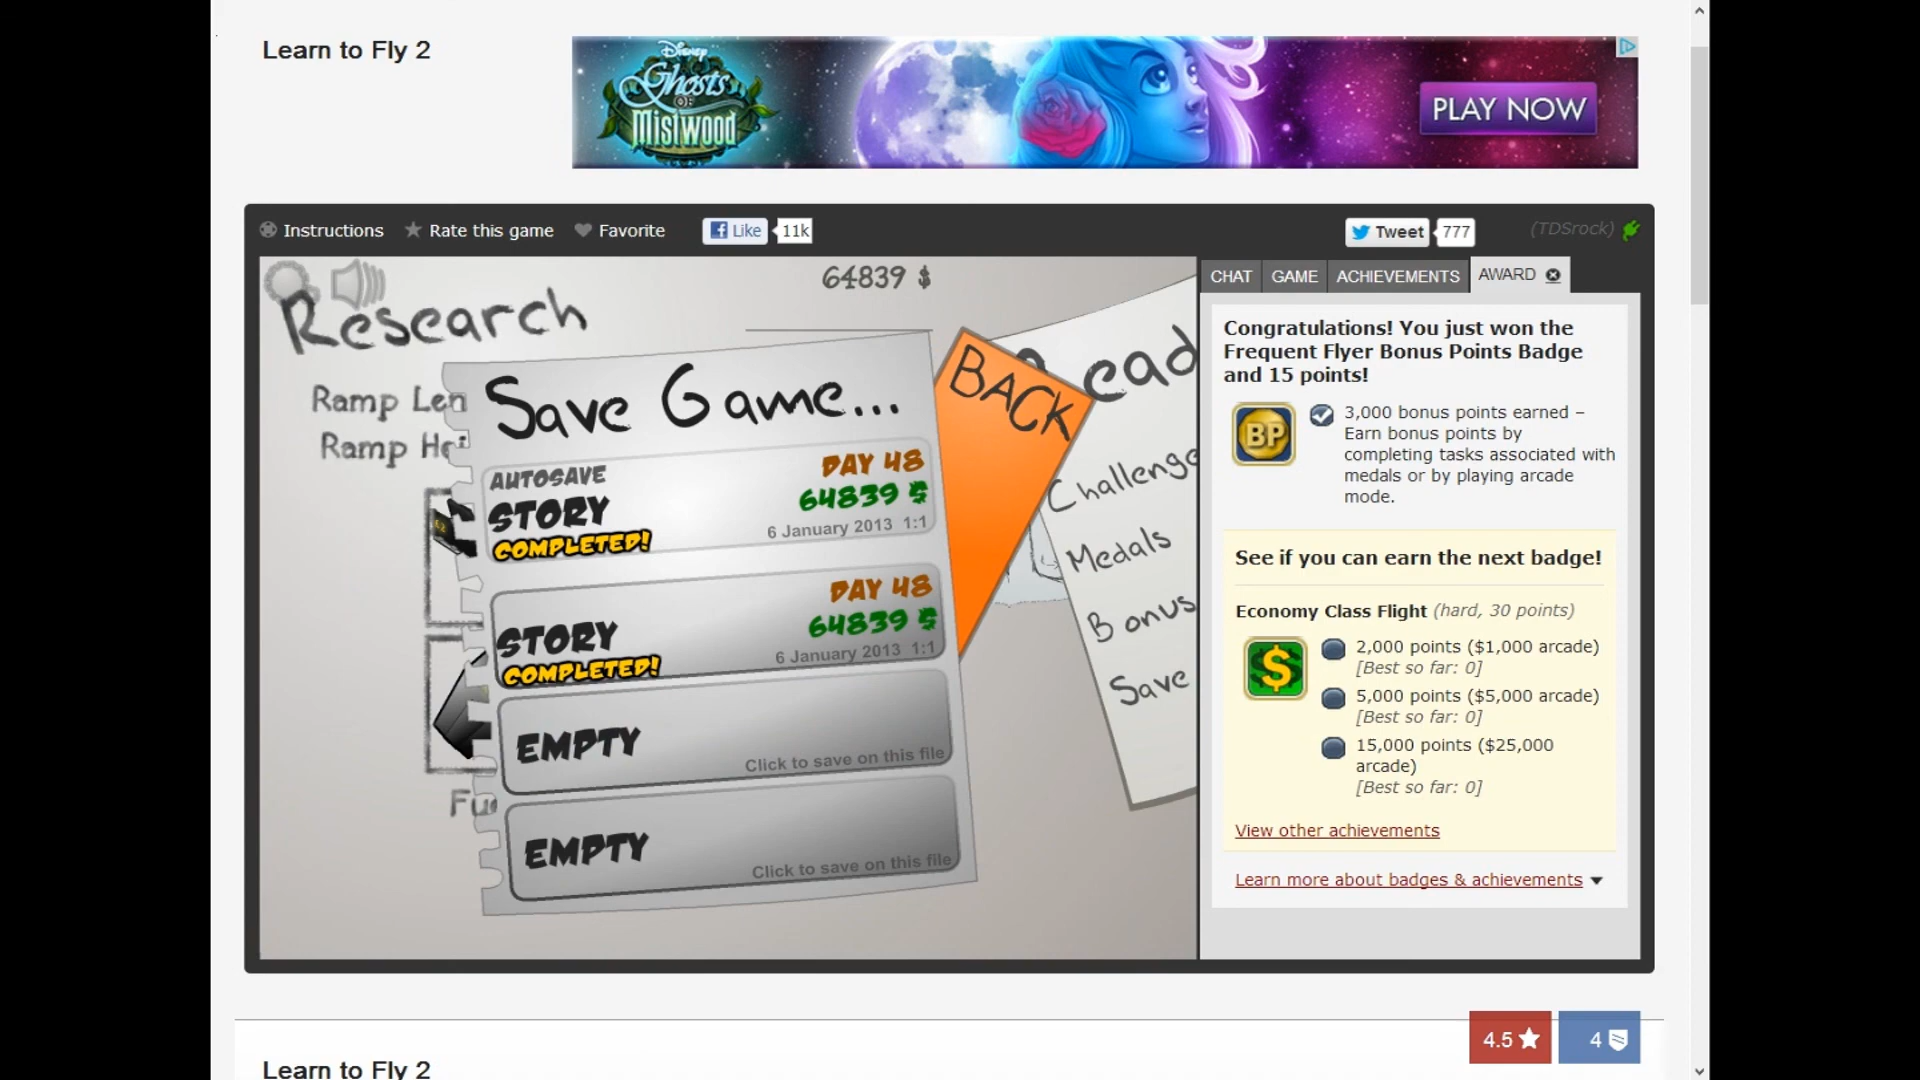 Learn to Fly 2
Disney
Ghosts
OF
Mistwood
PLAY NOW
Instructions
Rate this game
Favorite
Like
11k
Tweet
777
(TDSrock)
64839 $
Research
Ramp Len
Ramp Hei
Save Game...
BACK
AUTOSAVE
STORY
COMPLETED!
DAY 48
64839 $
6 January 2013 1:1
STORY
COMPLETED!
DAY 48
64839 $
6 January 2013 1:1
EMPTY
Click to save on this file
EMPTY
Click to save on this file
Fue
Read
Challenge
Medals
Bonus
Save
CHAT
GAME
ACHIEVEMENTS
AWARD
Congratulations! You just won the
Frequent Flyer Bonus Points Badge
and 15 points!
BP
3,000 bonus points earned –
Earn bonus points by
completing tasks associated with
medals or by playing arcade
mode.
See if you can earn the next badge!
Economy Class Flight (hard, 30 points)
$
2,000 points ($1,000 arcade)
[Best so far: 0]
5,000 points ($5,000 arcade)
[Best so far: 0]
15,000 points ($25,000
arcade)
[Best so far: 0]
View other achievements
Learn more about badges & achievements
4.5
4
Learn to Fly 2